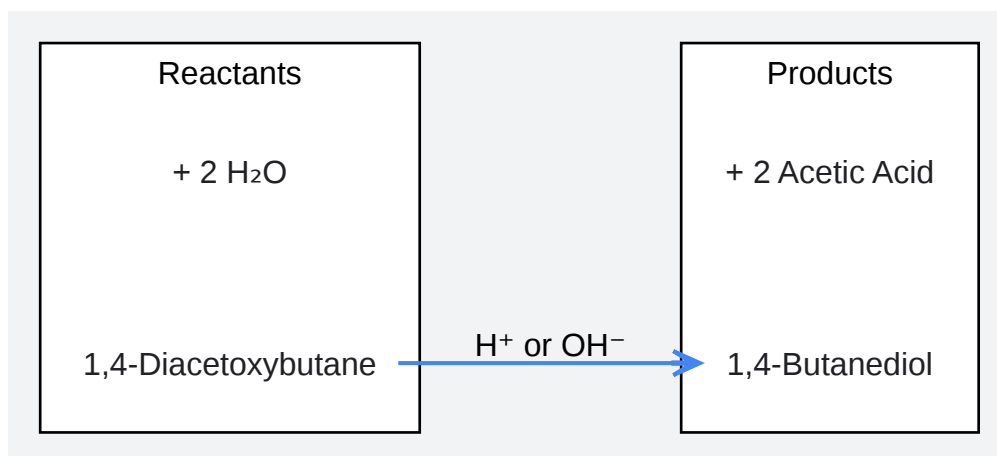 Reactants
+ 2 H₂O
1,4-Diacetoxybutane
H⁺ or OH⁻
Products
+ 2 Acetic Acid
1,4-Butanediol